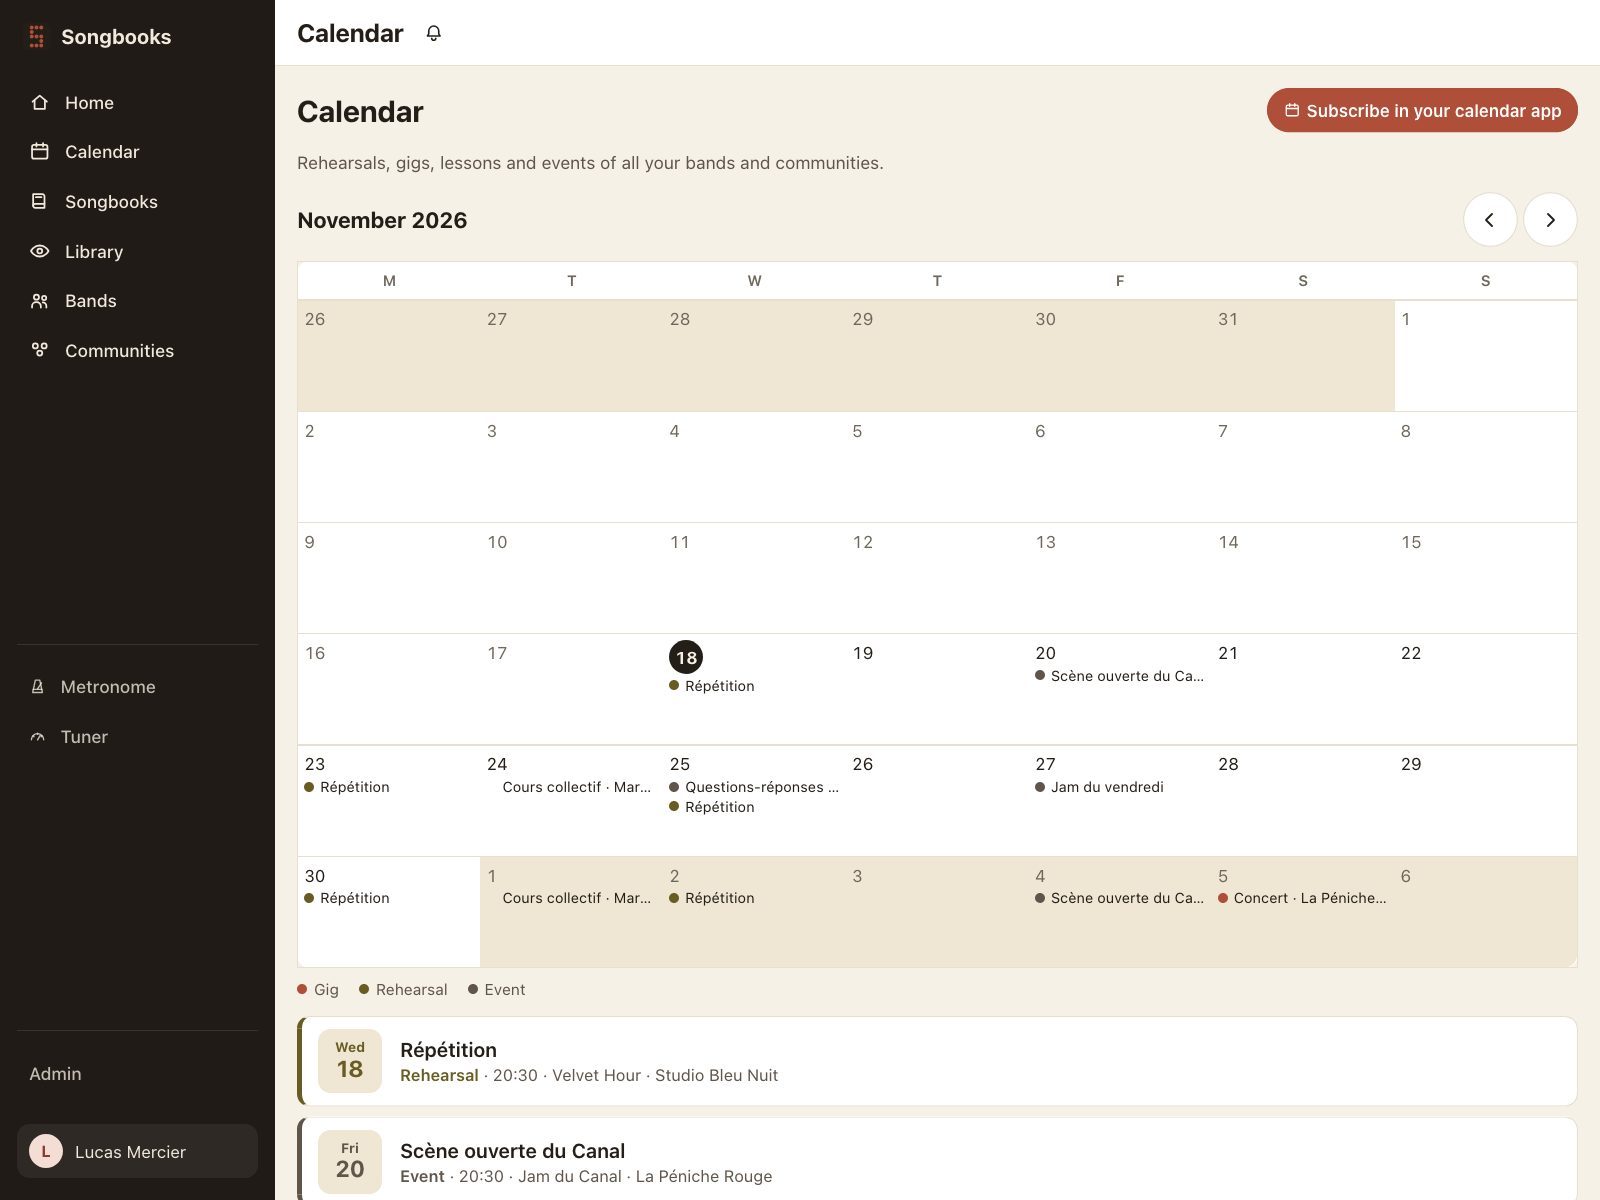 Songbooks
Home
Calendar
Songbooks
Library
Bands
Communities
Metronome
Tuner
Admin
L
Lucas Mercier
Calendar
Calendar
Subscribe in your calendar app
Rehearsals, gigs, lessons and events of all your bands and communities.
November 2026
M T W T F S S
26 27 28 29 30 31 1
2 3 4 5 6 7 8
9 10 11 12 13 14 15
16 17 18 19 20 21 22
Répétition Scène ouverte du Ca...
23 24 25 26 27 28 29
Répétition Cours collectif · Mar... Questions-réponses ... Jam du vendredi
Répétition
30 1 2 3 4 5 6
Répétition Cours collectif · Mar... Répétition Scène ouverte du Ca... Concert · La Péniche...
Gig Rehearsal Event
Wed
18
Répétition
Rehearsal · 20:30 · Velvet Hour · Studio Bleu Nuit
Fri
20
Scène ouverte du Canal
Event · 20:30 · Jam du Canal · La Péniche Rouge